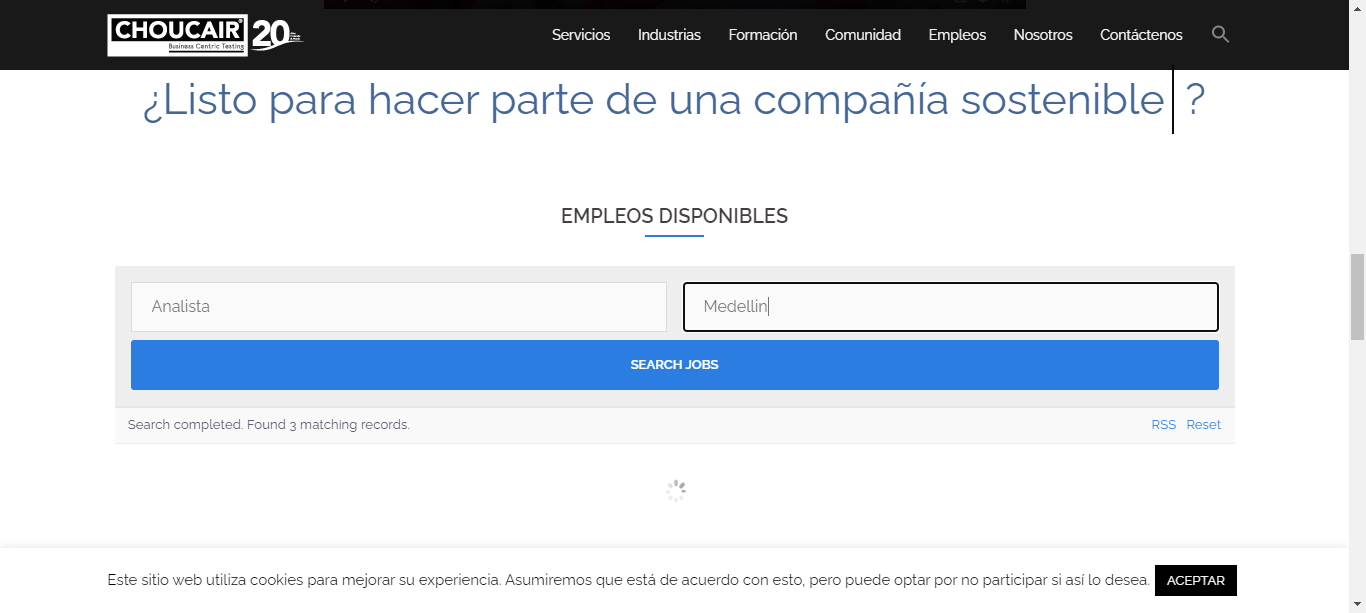 CHOUCAIR
Business Centric Testing
20
Servicios Industrias Formación Comunidad Empleos Nosotros Contáctenos
¿Listo para hacer parte de una compañía sostenible ?
EMPLEOS DISPONIBLES
Analista Medellin
SEARCH JOBS
Search completed. Found 3 matching records. RSS Reset
Este sitio web utiliza cookies para mejorar su experiencia. Asumiremos que está de acuerdo con esto, pero puede optar por no participar si así lo desea. ACEPTAR